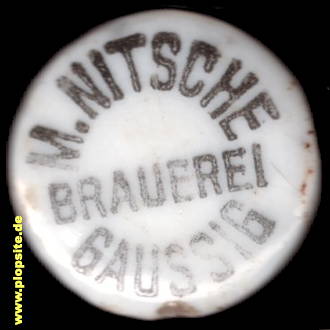 M. NITSCHE
BRAUEREI
GAUSSIG
www.plopsite.de